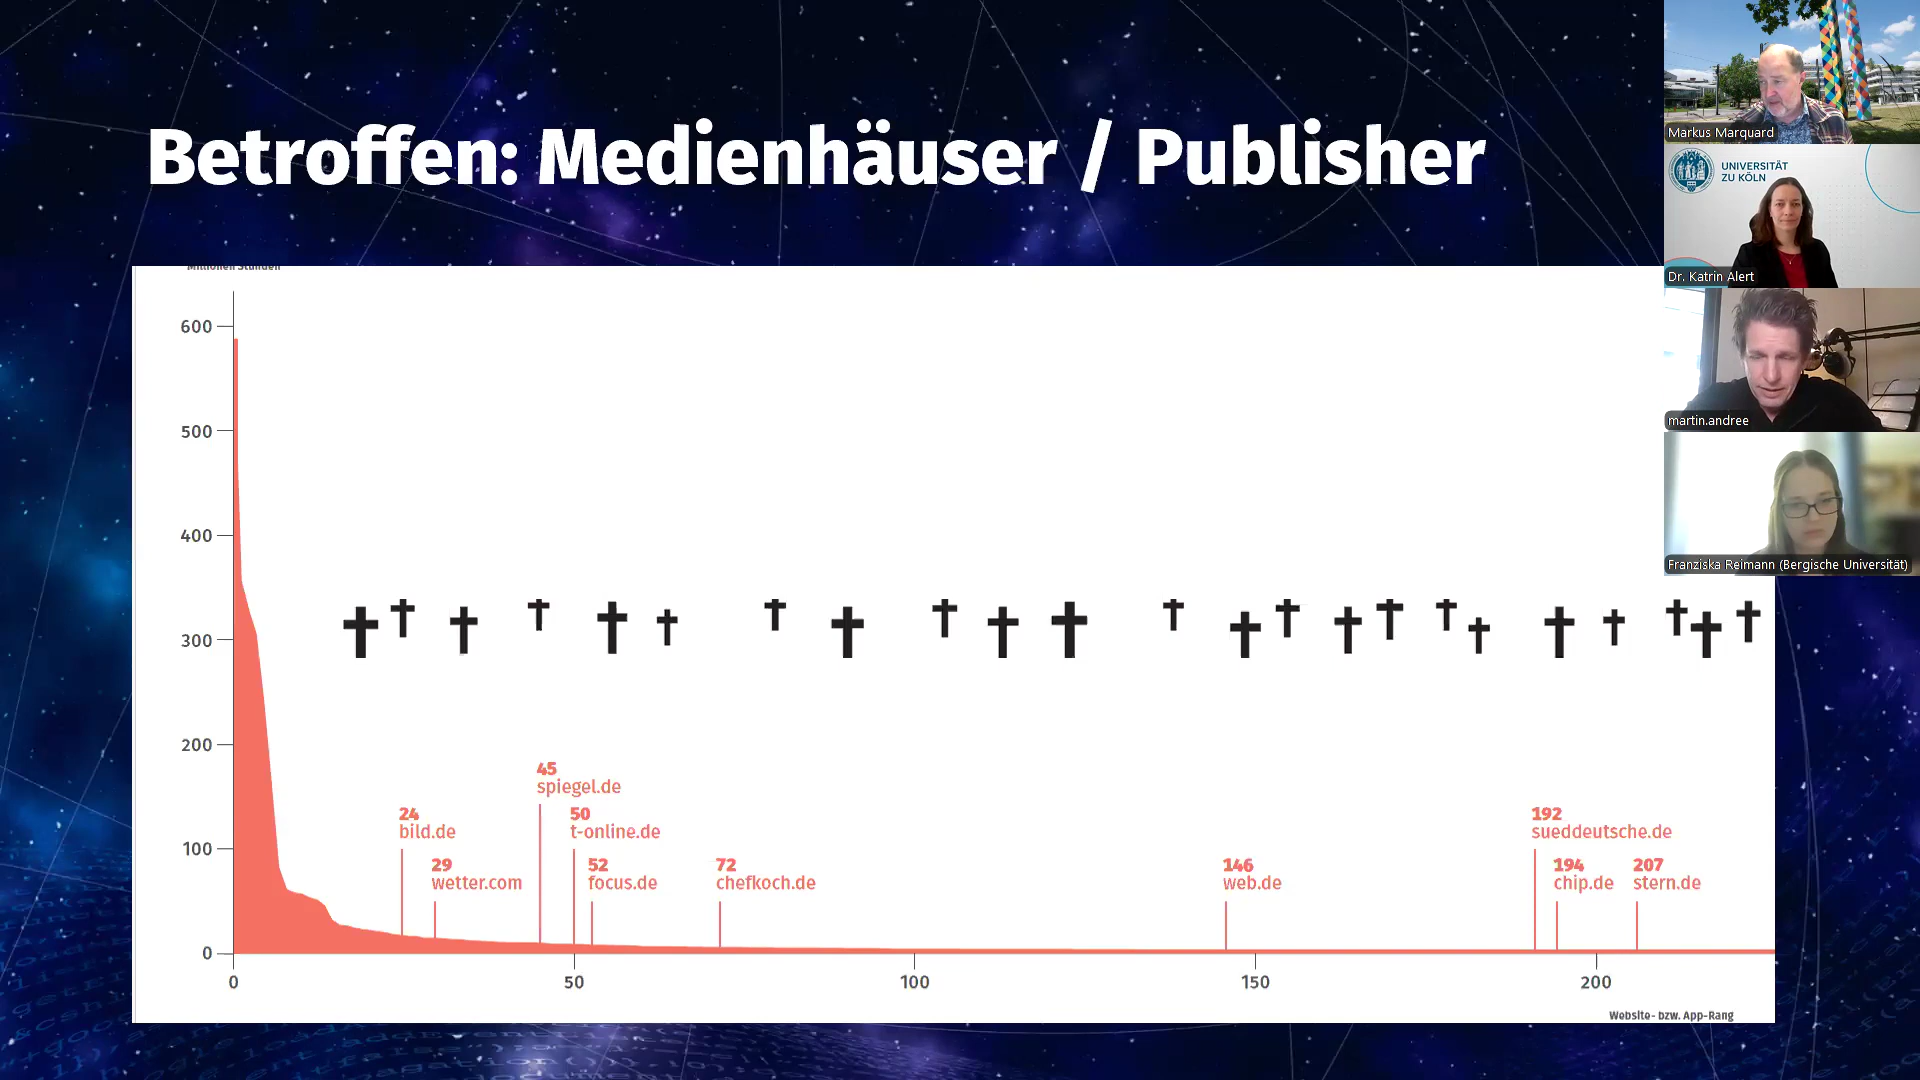 Betroffen: Medienhäuser / Publisher
Millionen Stunden
600
500
400
300
200
100
0
24
bild.de
29
wetter.com
45
spiegel.de
50
t-online.de
52
focus.de
72
chefkoch.de
146
web.de
192
sueddeutsche.de
194
chip.de
207
stern.de
0
50
100
150
200
Website- bzw. App-Rang
Markus Marquard
UNIVERSITÄT
ZU KÖLN
Dr. Katrin Alert
martin.andree
Franziska Reimann (Bergische Universität)